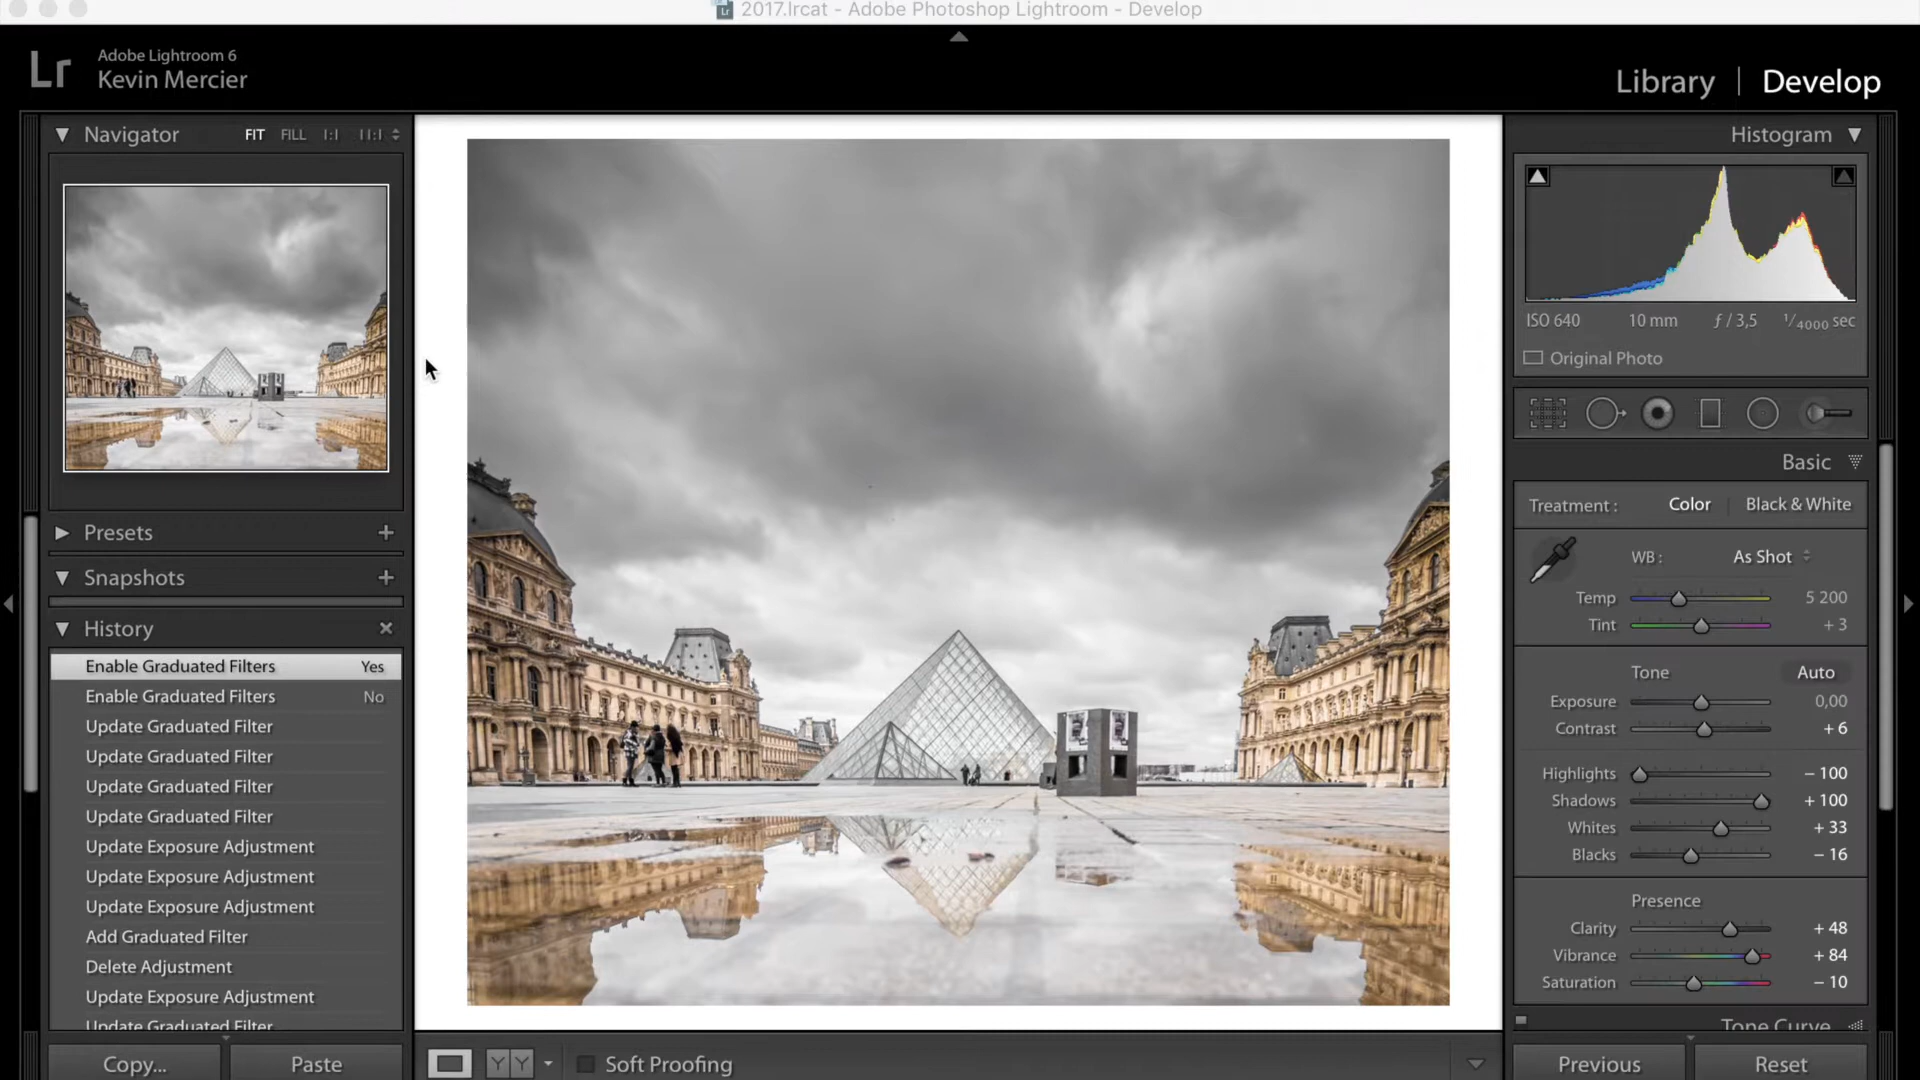 2017.lrcat - Adobe Photoshop Lightroom - Develop
Lr
Adobe Lightroom 6
Kevin Mercier
Library | Develop
Navigator FIT FILL 1:1 11:1
Presets
Snapshots
History
Enable Graduated Filters Yes
Enable Graduated Filters No
Update Graduated Filter
Update Graduated Filter
Update Graduated Filter
Update Graduated Filter
Update Exposure Adjustment
Update Exposure Adjustment
Update Exposure Adjustment
Add Graduated Filter
Delete Adjustment
Update Exposure Adjustment
Update Graduated Filter
Copy... Paste
Y Y
Soft Proofing
Histogram
ISO 640 10 mm ƒ / 3,5 1/4000 sec
Original Photo
Basic
Treatment : Color | Black & White
WB : As Shot
Temp 5 200
Tint + 3
Tone Auto
Exposure 0,00
Contrast + 6
Highlights − 100
Shadows + 100
Whites + 33
Blacks − 16
Presence
Clarity + 48
Vibrance + 84
Saturation − 10
Tone Curve
Previous Reset